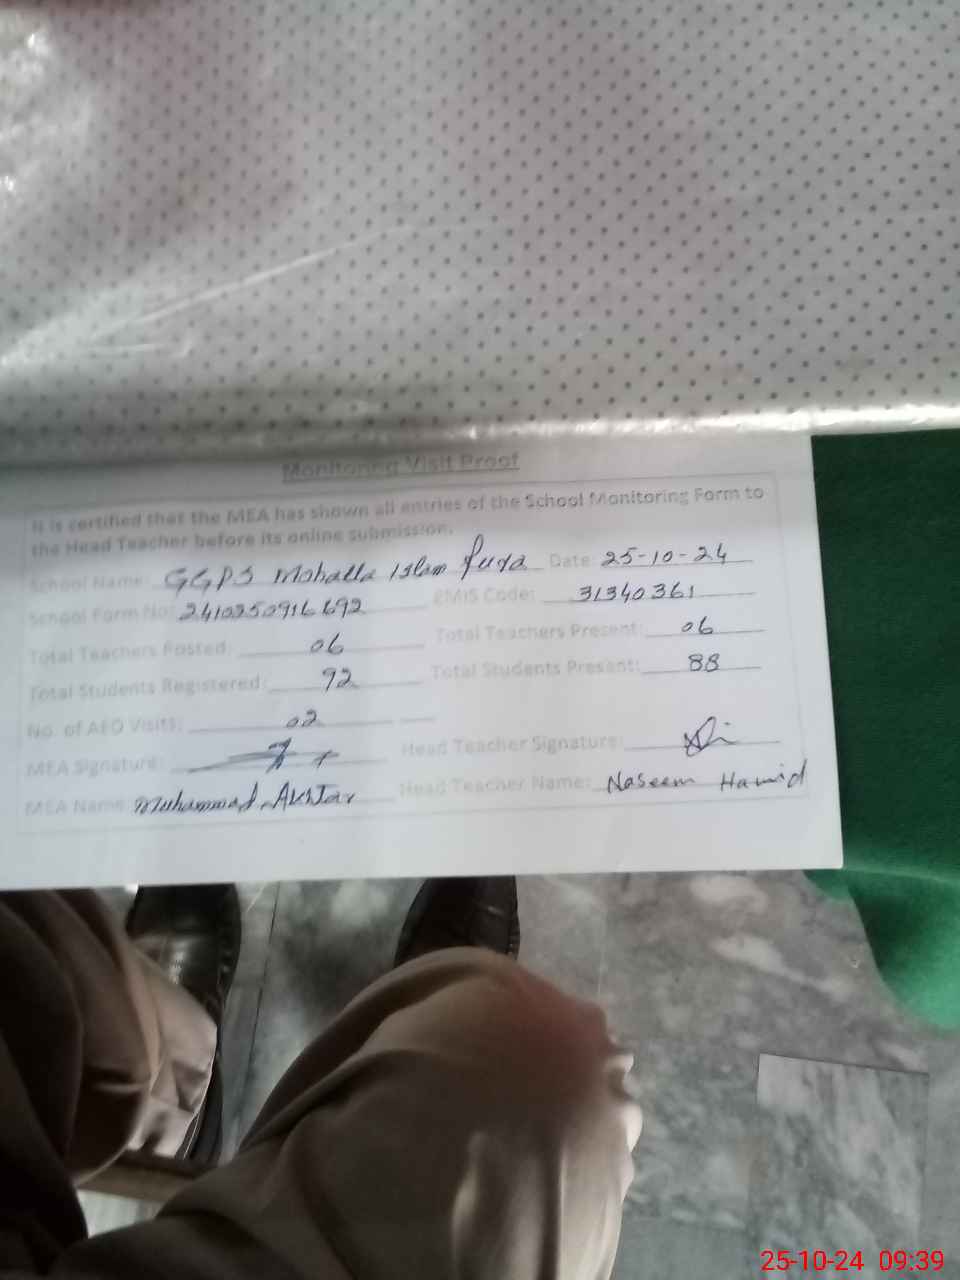 Monitoring Visit Proof
It is certified that the MEA has shown all entries of the School Monitoring Form to
the Head Teacher before its online submission.
School Name: GGPS Mohalla Islam Pura Date: 25-10-24
School Form No: 2410250916692 EMIS Code: 31340361
Total Teachers Posted: 06 Total Teachers Present: 06
Total Students Registered: 92 Total Students Present: 88
No. of AEO Visits: 02
MEA Signature: Head Teacher Signature:
MEA Name: Muhammad Akhtar Head Teacher Name: Naseem Hamid
25-10-24 09:39